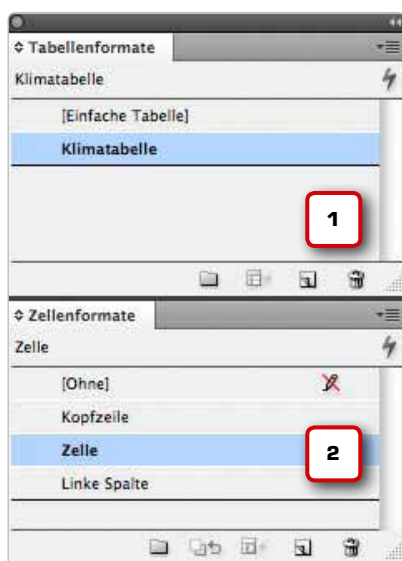 Tabellenformate
Klimatabelle
[Einfache Tabelle]
Klimatabelle
1
Zellenformate
Zelle
[Ohne]
Kopfzeile
Zelle
2
Linke Spalte